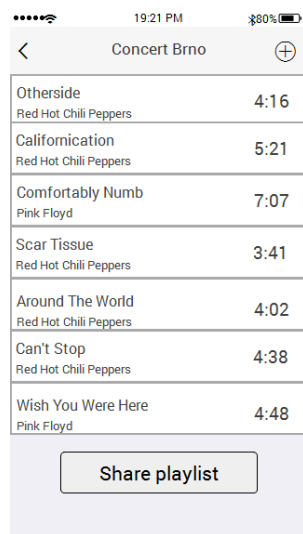 19:21 PM 80%
Concert Brno
Otherside 4:16
Red Hot Chili Peppers
Californication 5:21
Red Hot Chili Peppers
Comfortably Numb 7:07
Pink Floyd
Scar Tissue 3:41
Red Hot Chili Peppers
Around The World 4:02
Red Hot Chili Peppers
Can't Stop 4:38
Red Hot Chili Peppers
Wish You Were Here 4:48
Pink Floyd
Share playlist